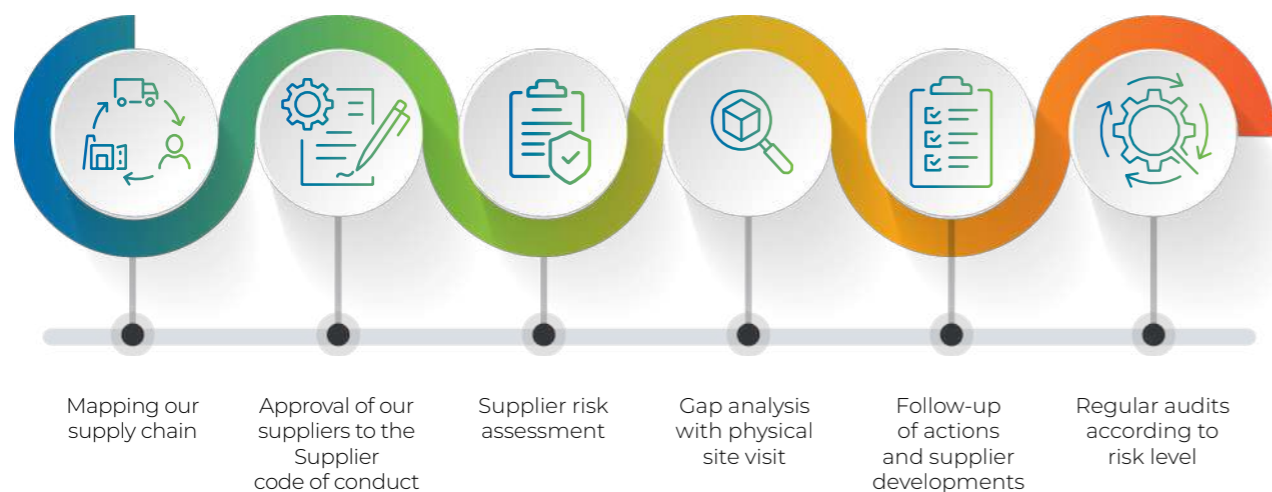 Mapping our
supply chain
Approval of our
suppliers to the
Supplier
code of conduct
Supplier risk
assessment
Gap analysis
with physical
site visit
Follow-up
of actions
and supplier
developments
Regular audits
according to
risk level